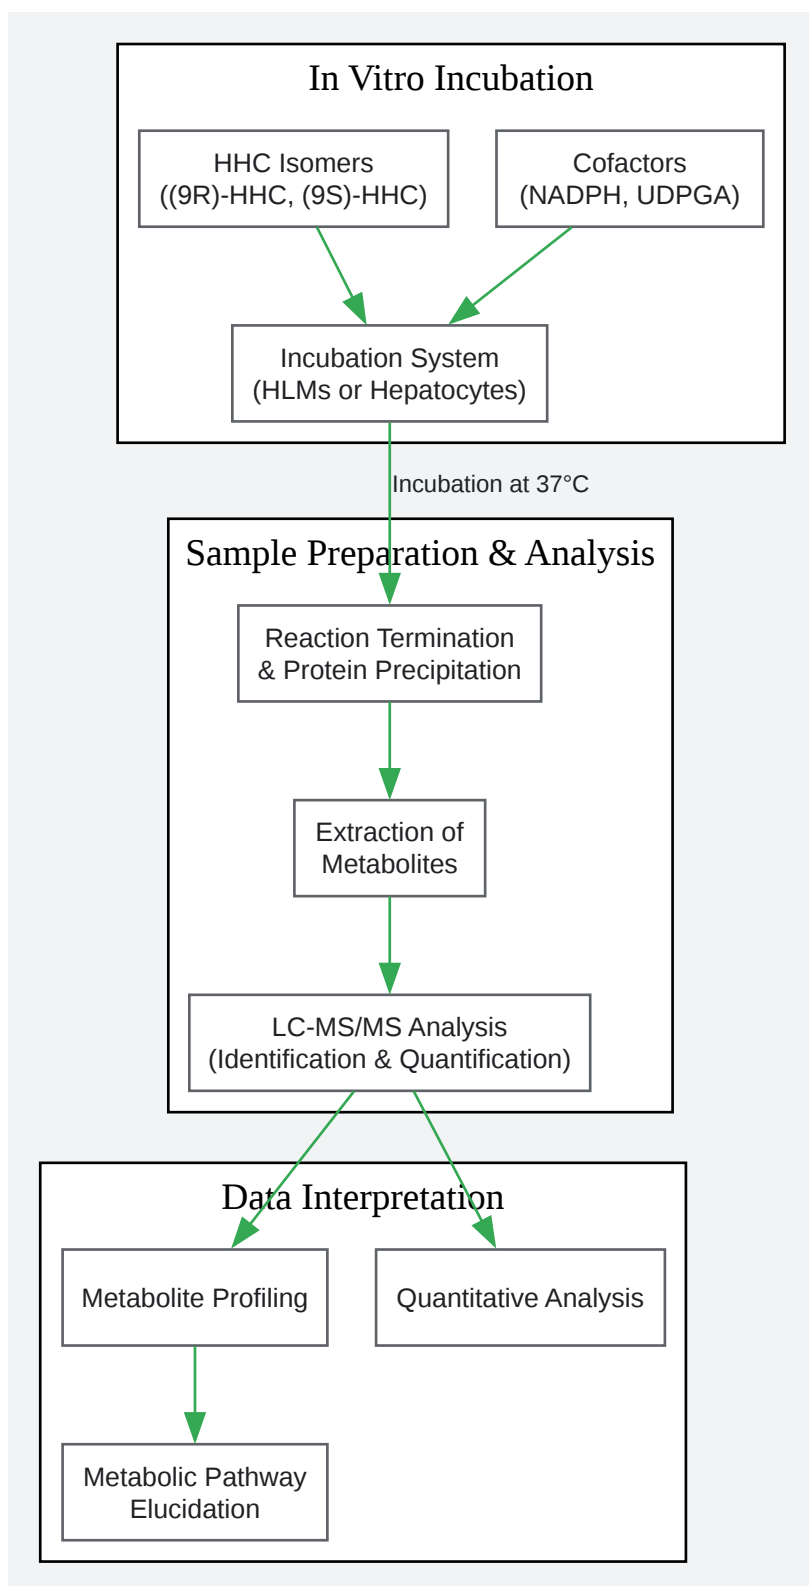 In Vitro Incubation
HHC Isomers
((9R)-HHC, (9S)-HHC)
Cofactors
(NADPH, UDPGA)
Incubation System
(HLMs or Hepatocytes)
Incubation at 37°C
Sample Preparation & Analysis
Reaction Termination
& Protein Precipitation
Extraction of
Metabolites
LC-MS/MS Analysis
(Identification & Quantification)
Data Interpretation
Metabolite Profiling
Quantitative Analysis
Metabolic Pathway
Elucidation